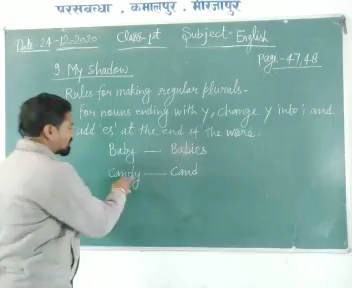 परसबन्धा , कमालपुर , मीरजापुर
Date-24-12-2020 Class-1st Subject- English
Page-47,48
9. My shadow
Rules for making regular plurals-
For nouns ending with y, change y into i and
add 'es' at the end of the word.
Baby — Babies
Candy — Cand